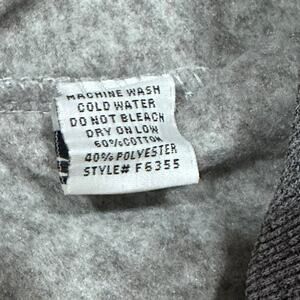 MACHINE WASH
COLD WATER
DO NOT BLEACH
DRY ON LOW
60% COTTON
40% POLYESTER
STYLE# F6355